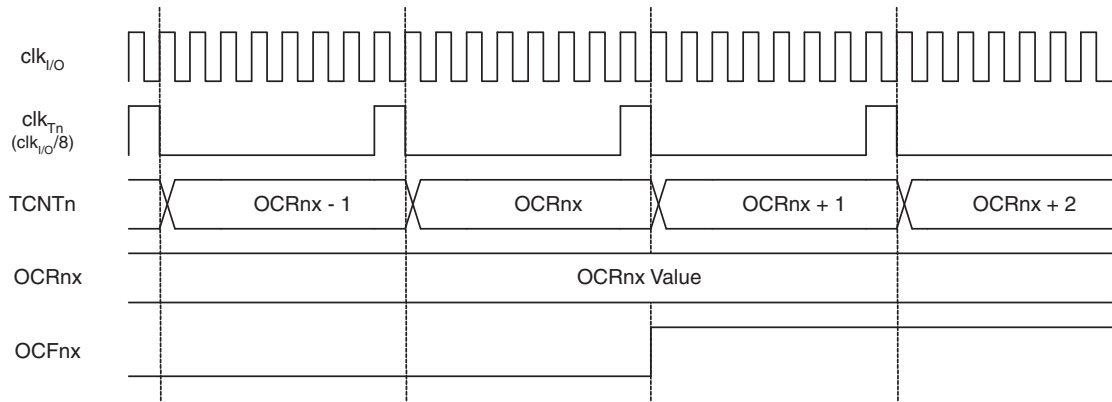 clkI/O
clkTn
(clkI/O/8)
TCNTn
OCRnx - 1
OCRnx
OCRnx + 1
OCRnx + 2
OCRnx
OCRnx Value
OCFnx